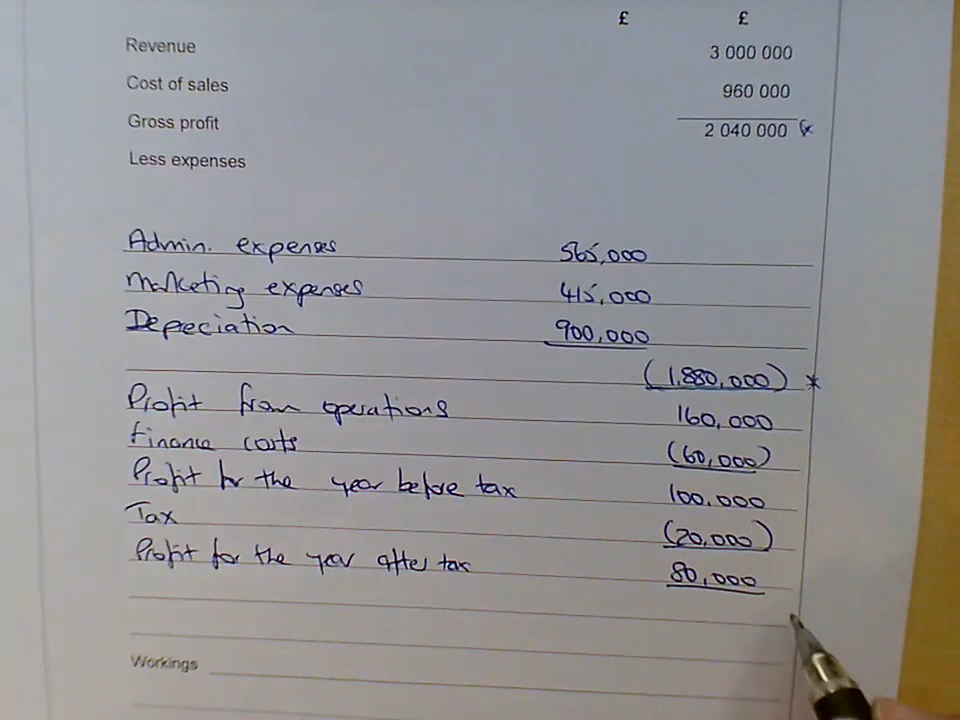 £ £
Revenue 3 000 000
Cost of sales 960 000
Gross profit 2 040 000
Less expenses
Admin. expenses 565,000
Marketing expenses 415,000
Depreciation 900,000
(1,880,000) *
Profit from operations 160,000
Finance costs (60,000)
Profit for the year before tax 100,000
Tax (20,000)
Profit for the year after tax 80,000
Workings